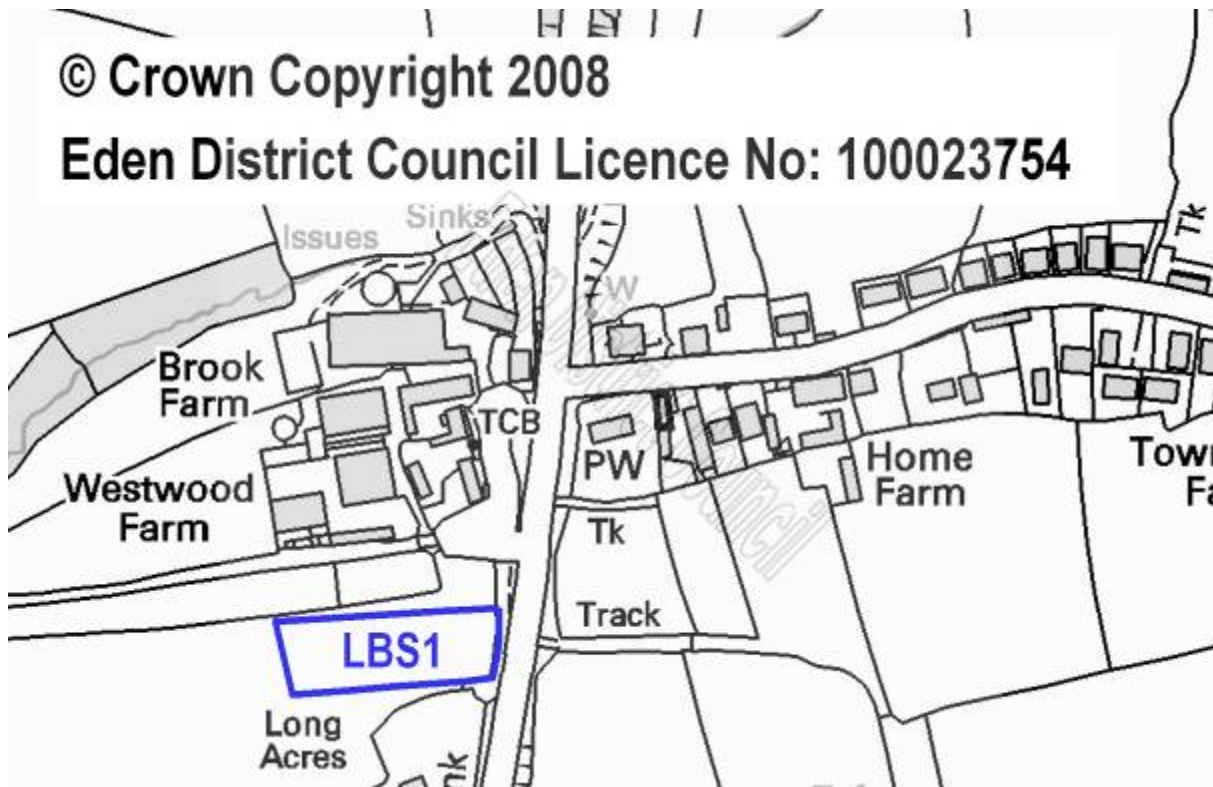 © Crown Copyright 2008
Eden District Council Licence No: 100023754
Sinks
Issues
Tk
W
Brook
Farm
TCB
PW
Home
Farm
Westwood
Farm
Tk
Track
LBS1
Long
Acres